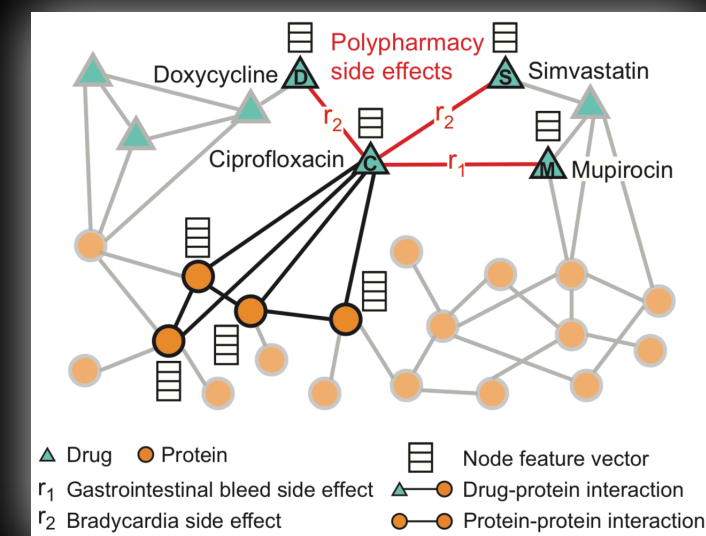 Polypharmacy
side effects
Doxycycline
D
S
Simvastatin
r2
r2
Ciprofloxacin
C
r1
M
Mupirocin
Drug
Protein
Node feature vector
r1 Gastrointestinal bleed side effect
Drug-protein interaction
r2 Bradycardia side effect
Protein-protein interaction